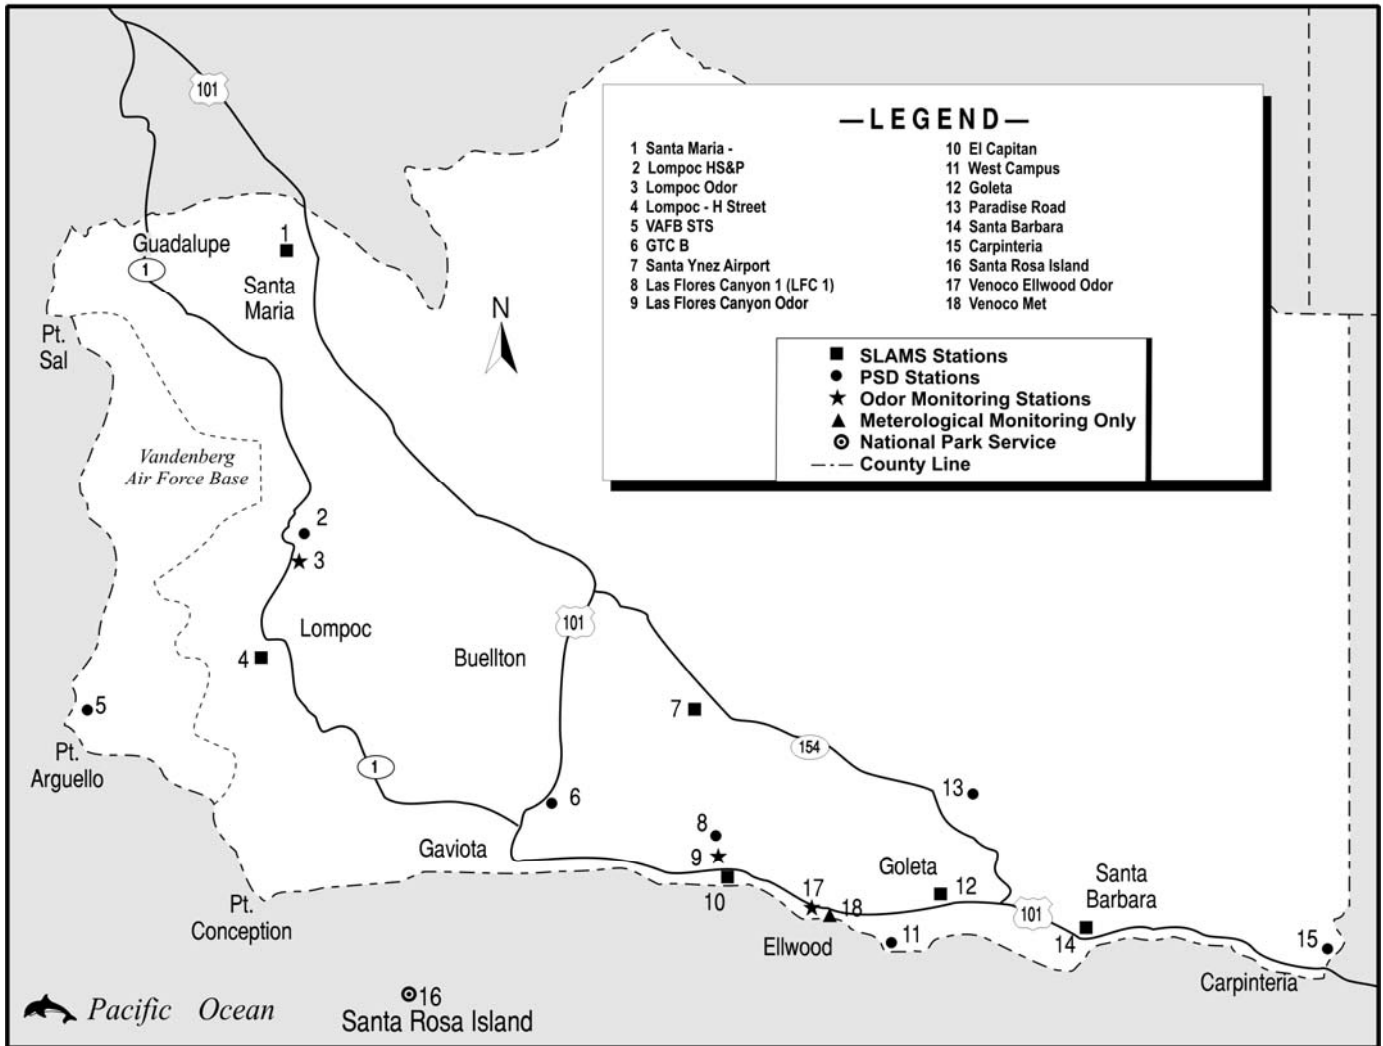 101
—LEGEND—
1 Santa Maria -
2 Lompoc HS&P
3 Lompoc Odor
4 Lompoc - H Street
5 VAFB STS
6 GTC B
7 Santa Ynez Airport
8 Las Flores Canyon 1 (LFC 1)
9 Las Flores Canyon Odor
10 El Capitan
11 West Campus
12 Goleta
13 Paradise Road
14 Santa Barbara
15 Carpinteria
16 Santa Rosa Island
17 Venoco Ellwood Odor
18 Venoco Met
SLAMS Stations
PSD Stations
Odor Monitoring Stations
Meterological Monitoring Only
National Park Service
County Line
Guadalupe
1
1
Santa
Maria
N
Pt.
Sal
Vandenberg
Air Force Base
2
3
Lompoc
4
Buellton
101
5
7
Pt.
Arguello
1
154
6
13
8
Gaviota
9
Goleta
12
Santa
Barbara
10
17
18
101
Pt.
Conception
Ellwood
11
14
15
Carpinteria
16
Santa Rosa Island
Pacific Ocean